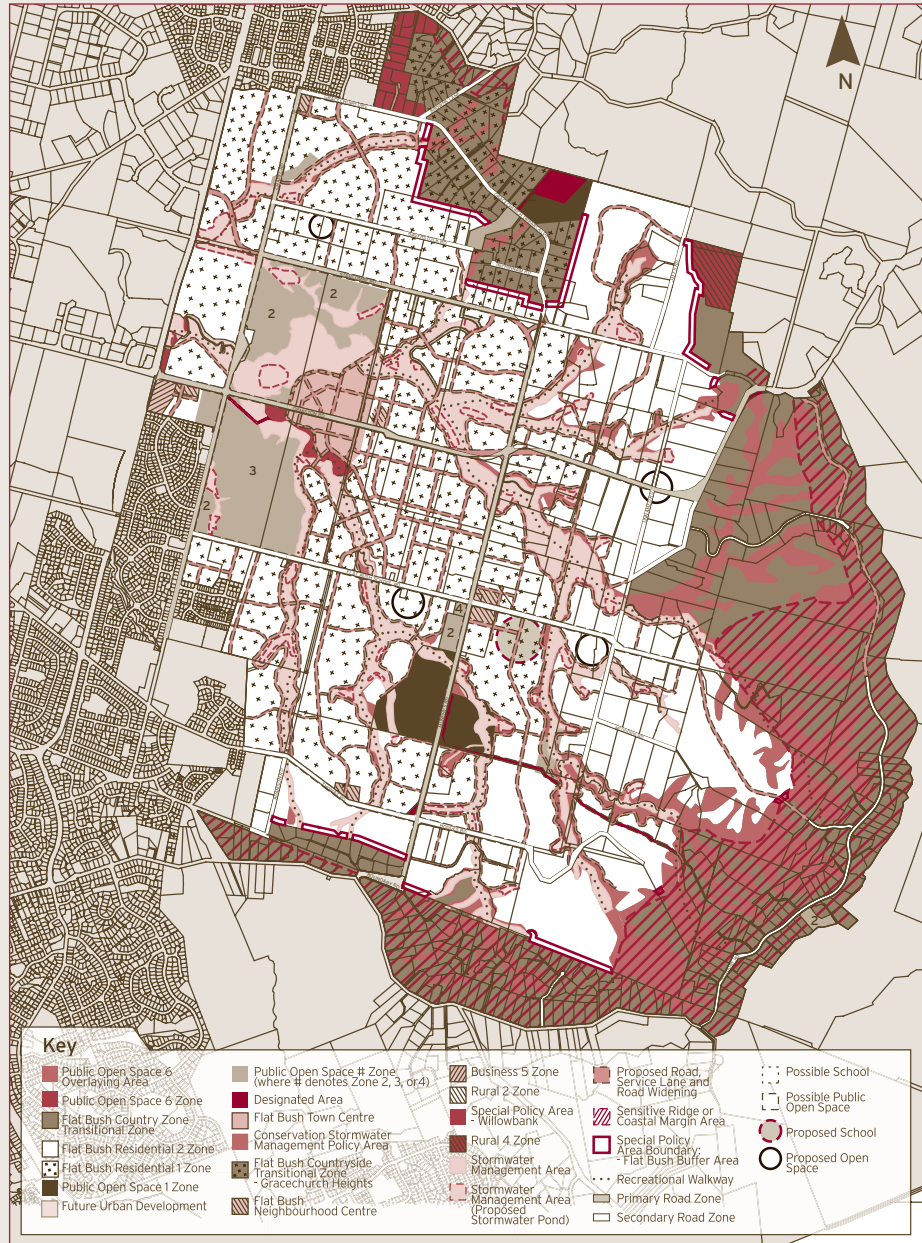 N
2
2
3
2
2
2
Key
Public Open Space 6
Overlaying Area
Public Open Space 6 Zone
Flat Bush Country Zone
Transitional Zone
Flat Bush Residential 2 Zone
Flat Bush Residential 1 Zone
Public Open Space 1 Zone
Future Urban Development
Public Open Space # Zone
(where # denotes Zone 2, 3, or4)
Designated Area
Flat Bush Town Centre
Conservation Stormwater
Management Policy Area
Flat Bush Countryside
Transitional Zone
- Gracechurch Heights
Flat Bush
Neighbourhood Centre
Business 5 Zone
Rural 2 Zone
Special Policy Area
- Willowbank
Rural 4 Zone
Stormwater
Management Area
Stormwater
Management Area
(Proposed
Stormwater Pond)
Proposed Road,
Service Lane and
Road Widening
Sensitive Ridge or
Coastal Margin Area
Special Policy
Area Boundary:
- Flat Bush Buffer Area
Recreational Walkway
Primary Road Zone
Secondary Road Zone
Possible School
Possible Public
Open Space
Proposed School
Proposed Open
Space